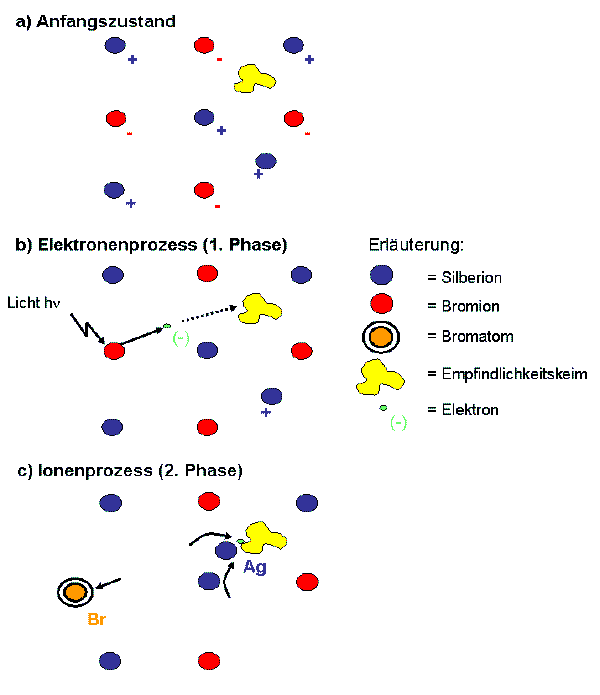 a) Anfangszustand
+
-
+
-
+
-
+
+
-
b) Elektronenprozess (1. Phase)
Licht hν
(-)
+
Erläuterung:
= Silberion
= Bromion
= Bromatom
= Empfindlichkeitskeim
= Elektron
(-)
c) Ionenprozess (2. Phase)
Ag
Br